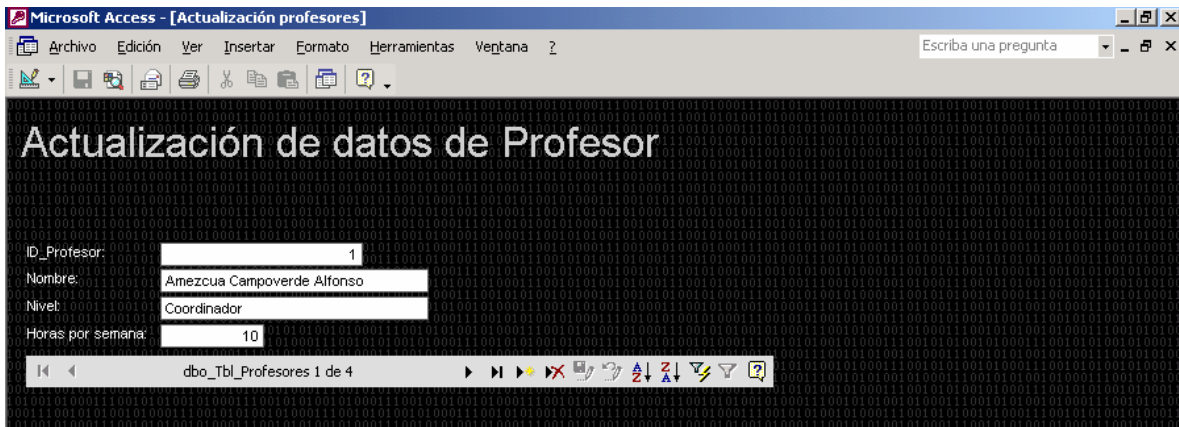 Microsoft Access - [Actualización profesores]
Archivo Edición Ver Insertar Formato Herramientas Ventana ? Escriba una pregunta
Actualización de datos de Profesor
ID_Profesor: 1
Nombre: Amezcua Campoverde Alfonso
Nivel: Coordinador
Horas por semana: 10
dbo_Tbl_Profesores 1 de 4